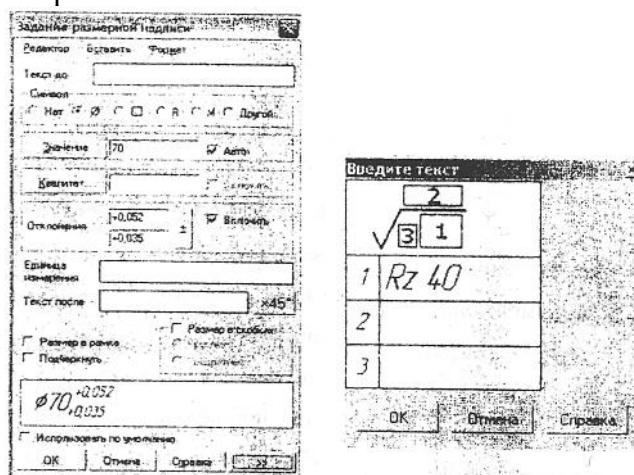 Задание размерной надписи
Редактор Вставить Формат
Текст до
Символ
Нет ø □ R M Другой...
Значение 70 Авто
Квалитет
Отклонения +0,052 ± Включить
+0,035
Единица
измерения
Текст после ×45°
Размер в скобках
Размер в рамке
Подчеркнуть
ø70 +0,052
+0,035
Использовать по умолчанию
OK Отмена Справка >>
Введите текст
2
3 1
1 Rz 40
2
3
OK Отмена Справка